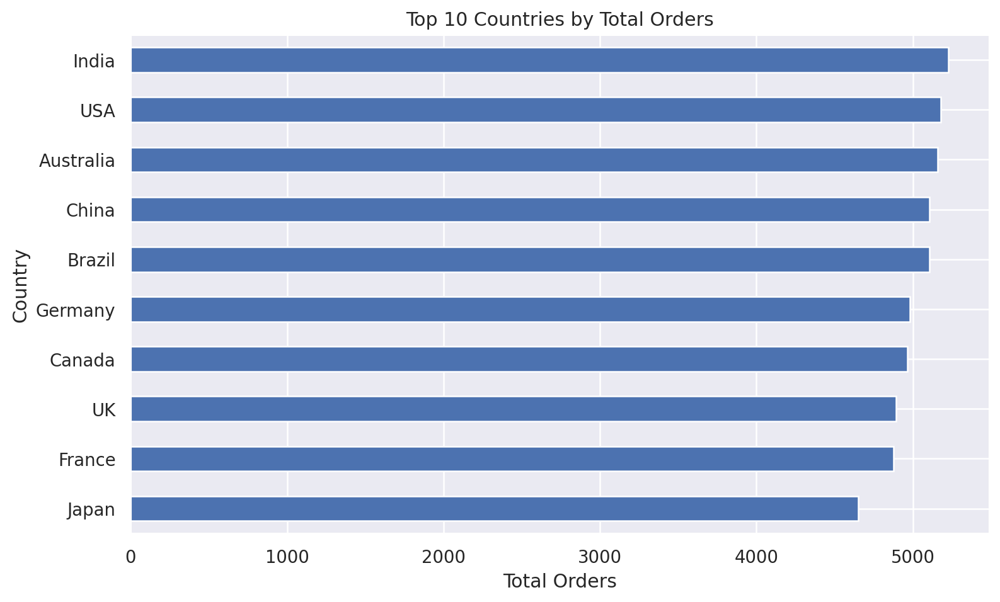 Top 10 Countries by Total Orders
India
USA
Australia
China
Brazil
Germany
Canada
UK
France
Japan
Country
0 1000 2000 3000 4000 5000
Total Orders